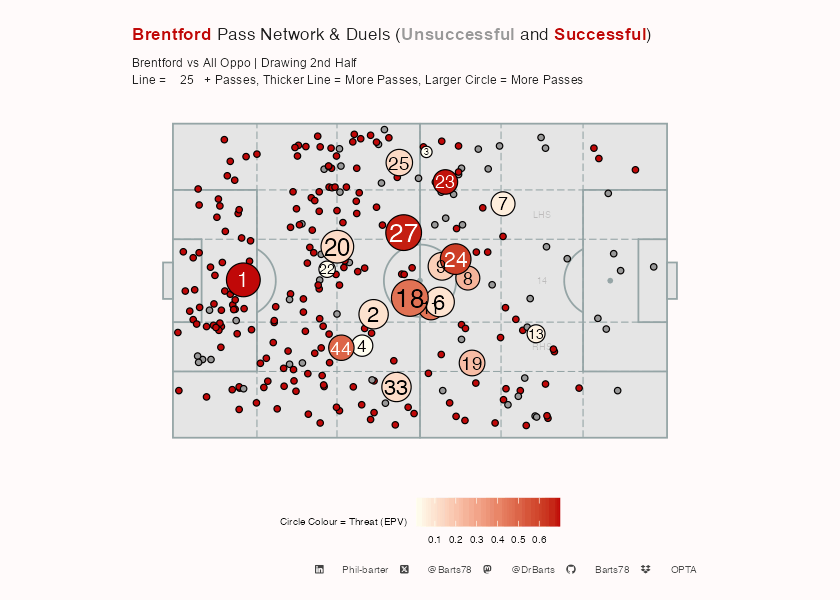 Brentford Pass Network & Duels (Unsuccessful and Successful)
Brentford vs All Oppo | Drawing 2nd Half
Line = 25 + Passes, Thicker Line = More Passes, Larger Circle = More Passes
3
25
23
7
LHS
27
20
24
9
22
8
14
1
18
6
2
13
44
4
19
33
Circle Colour = Threat (EPV)
0.1 0.2 0.3 0.4 0.5 0.6
Phil-barter @Barts78 @DrBarts Barts78 OPTA